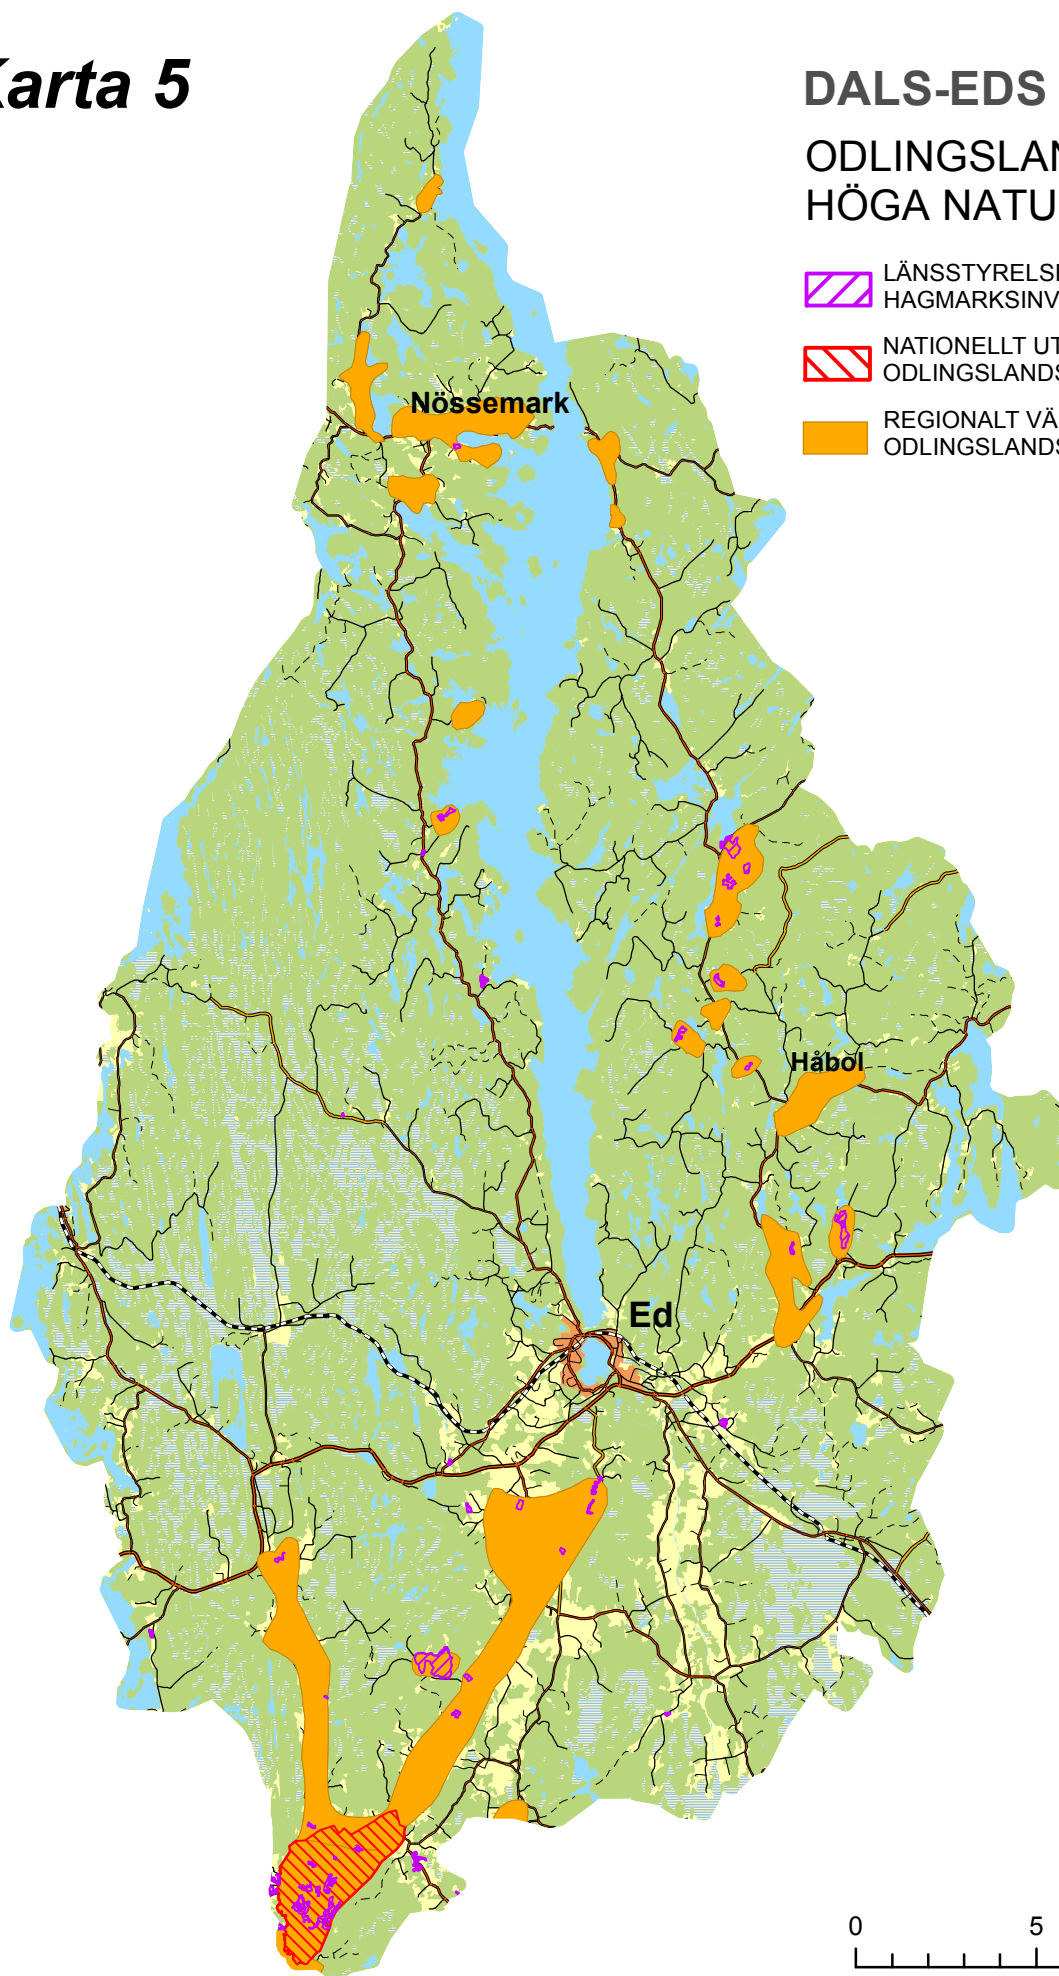 Karta 5
DALS-EDS
ODLINGSLAN
HÖGA NATU
LÄNSSTYRELSE
HAGMARKSINV
NATIONELLT UT
ODLINGSLANDS
REGIONALT VÄ
ODLINGSLANDS
Nössemark
Håbol
Ed
0 5